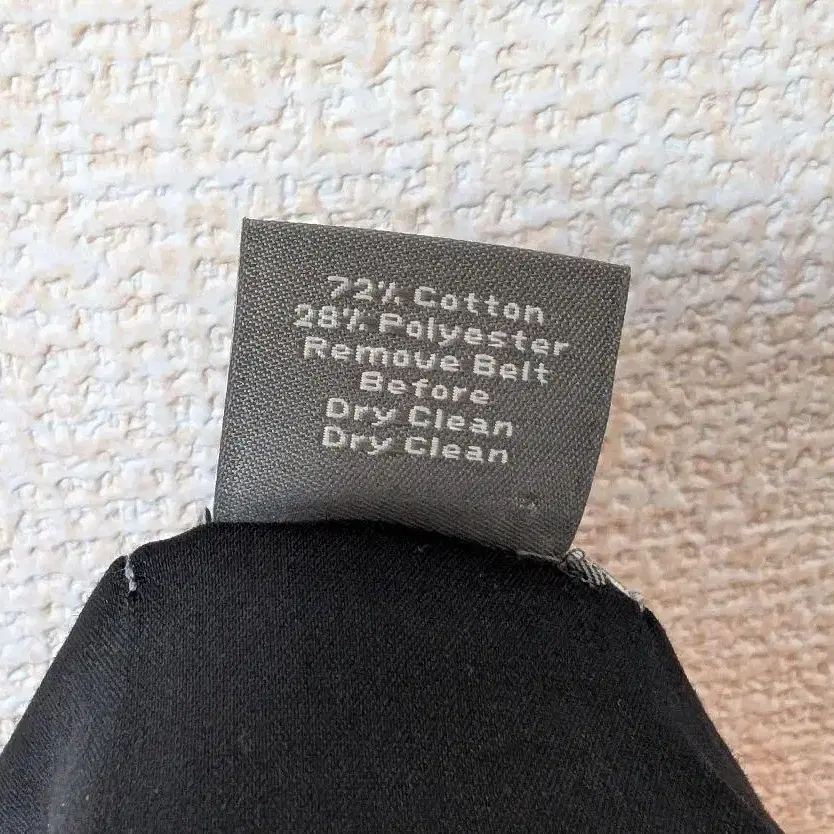 72% Cotton
28% Polyester
Remove Belt
Before
Dry Clean
Dry Clean